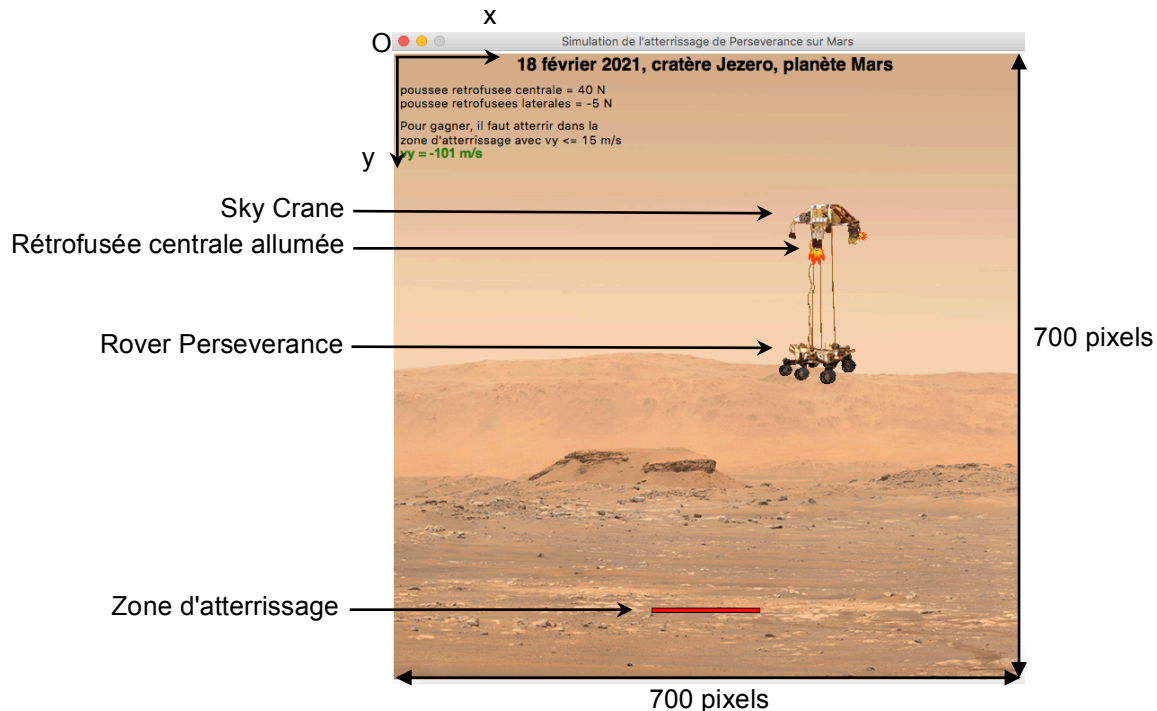 x
O
Simulation de l'atterrissage de Perseverance sur Mars
18 février 2021, cratère Jezero, planète Mars
poussee retrofusee centrale = 40 N
poussee retrofusees laterales = -5 N
Pour gagner, il faut atterrir dans la
zone d'atterrissage avec vy <= 15 m/s
vy = -101 m/s
y
Sky Crane
Rétrofusée centrale allumée
Rover Perseverance
700 pixels
Zone d'atterrissage
700 pixels